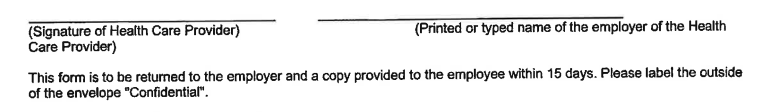 (Signature of Health Care Provider) (Printed or typed name of the employer of the Health
Care Provider)
This form is to be returned to the employer and a copy provided to the employee within 15 days. Please label the outside
of the envelope "Confidential".